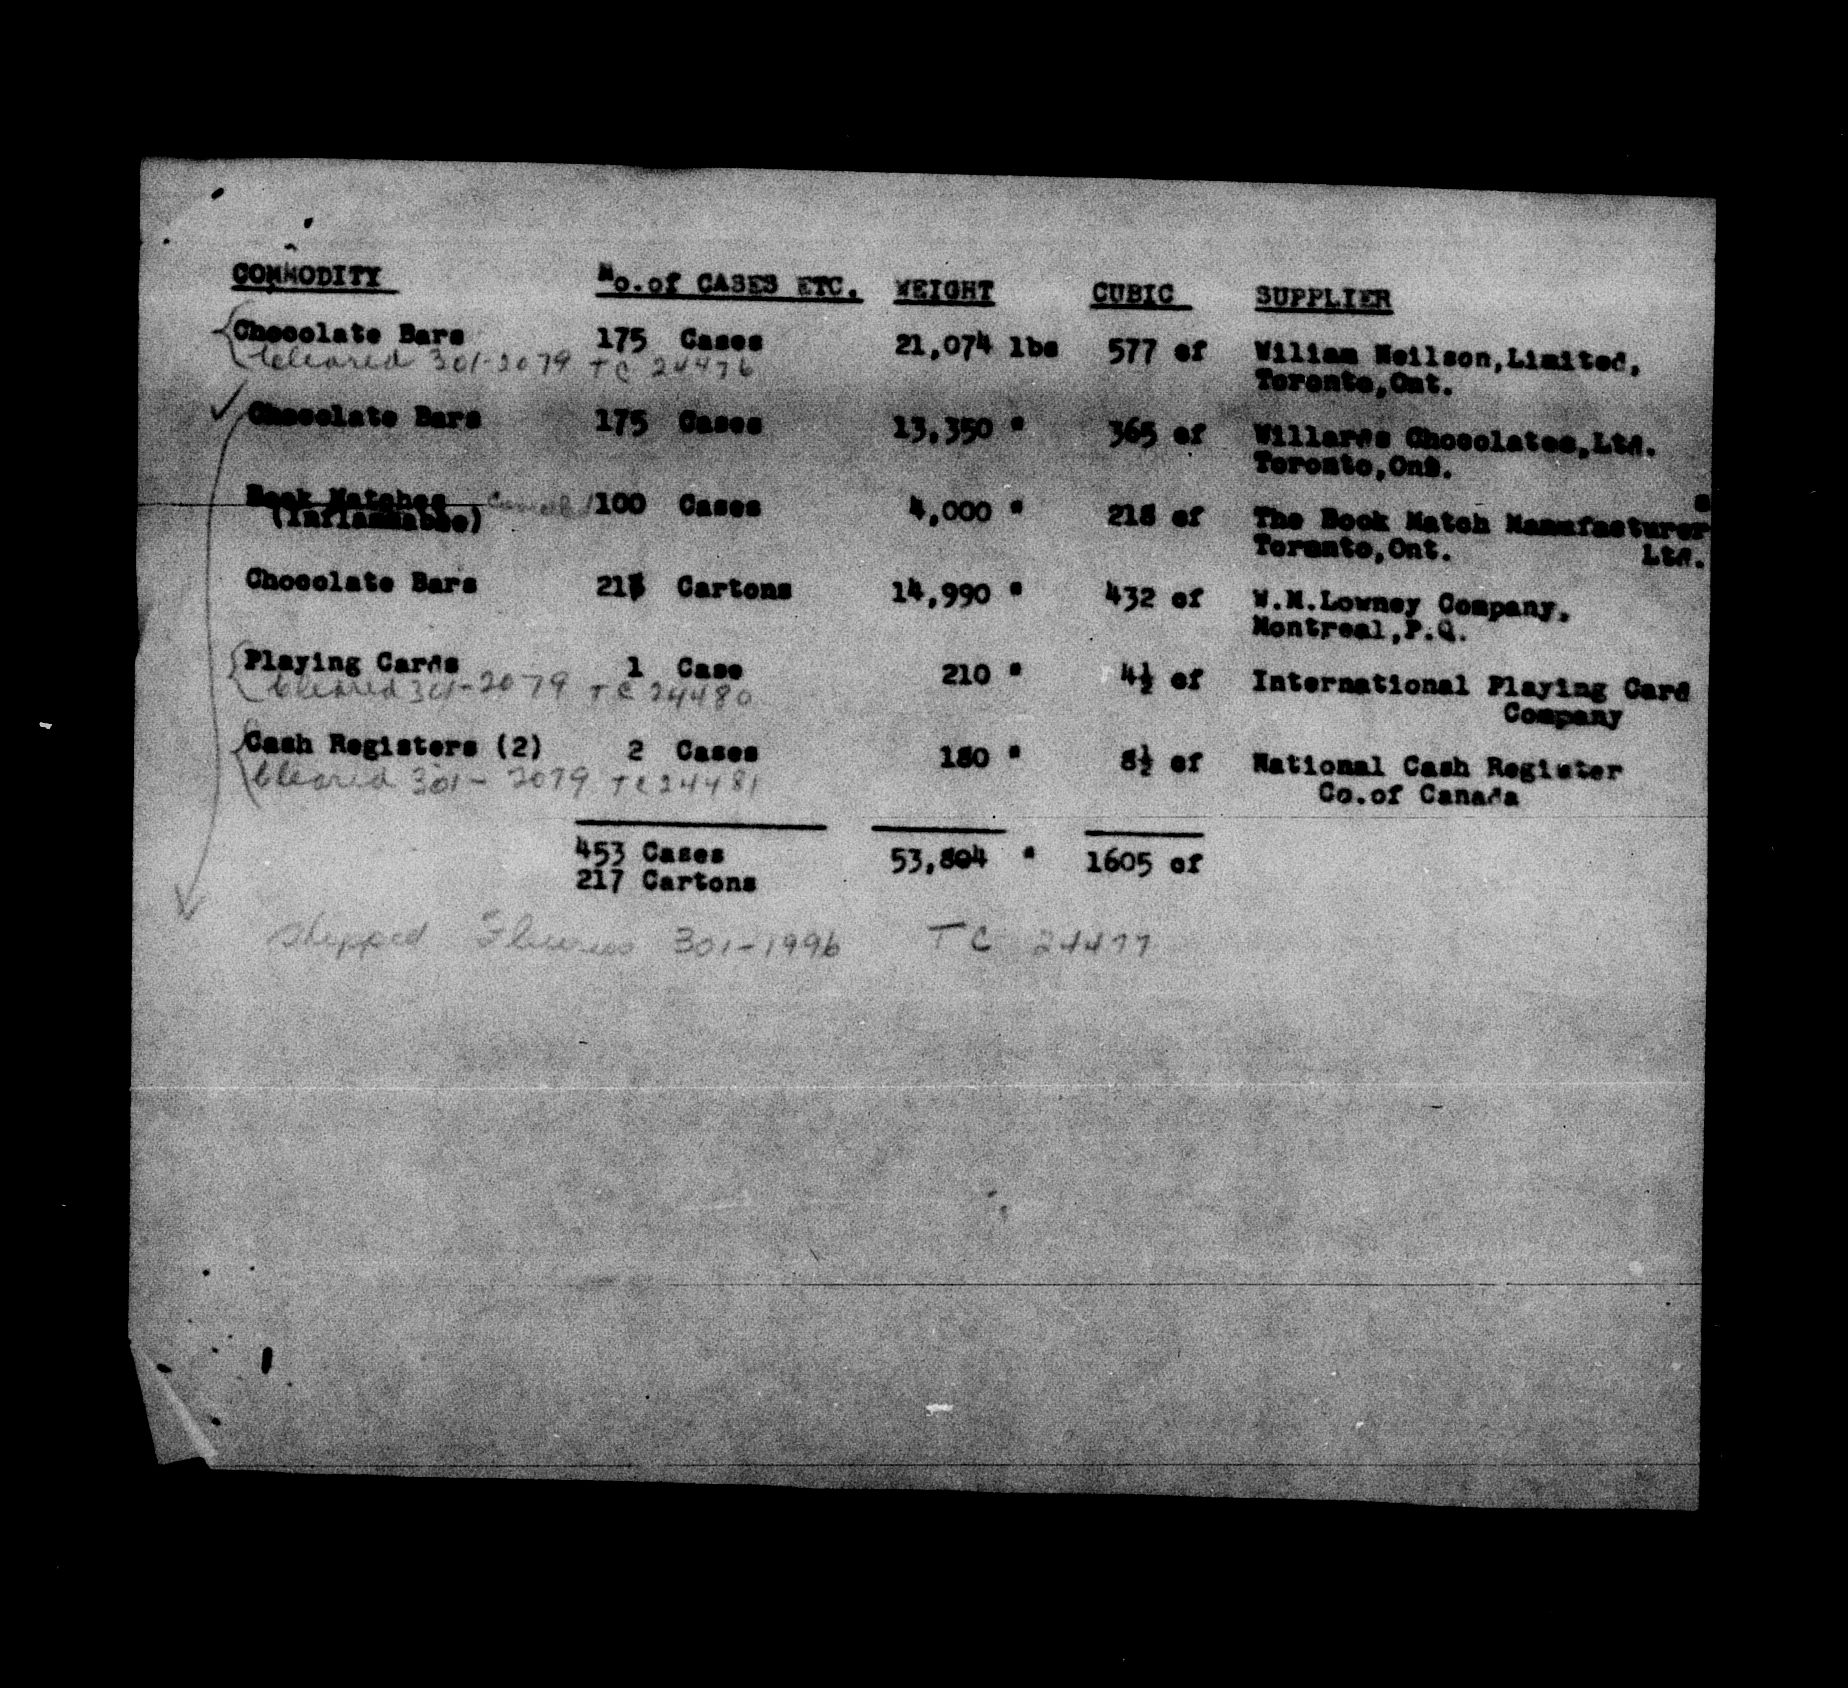 COMMODITY No.of CASES ETC. WEIGHT CUBIC SUPPLIER
Chocolate Bars 175 Cases 21,074 lbs 577 cf Wiliam Neilson,Limited,
Cleared 301-2079 TC 24476 Toronto,Ont.
Chocolate Bars 175 Cases 13,350 " 365 cf Willards Chocolates,Ltd.
Toronto,Ont.
Book Matches Cancelled 100 Cases 4,000 " 218 cf The Book Match Manufacturers
(Inflammable) Toronto,Ont. Ltd.
Chocolate Bars 217 Cartons 14,990 " 432 cf W.M.Lowney Company,
Montreal,P.Q.
Playing Cards 1 Case 210 " 4½ cf International Playing Card
Cleared 301-2079 TC 24480 Company
Cash Registers (2) 2 Cases 180 " 8½ cf National Cash Register
Cleared 301-2079 TC 24481 Co.of Canada
453 Cases 53,804 " 1605 cf
217 Cartons
Shipped Fleurus 301-1996 TC 24477